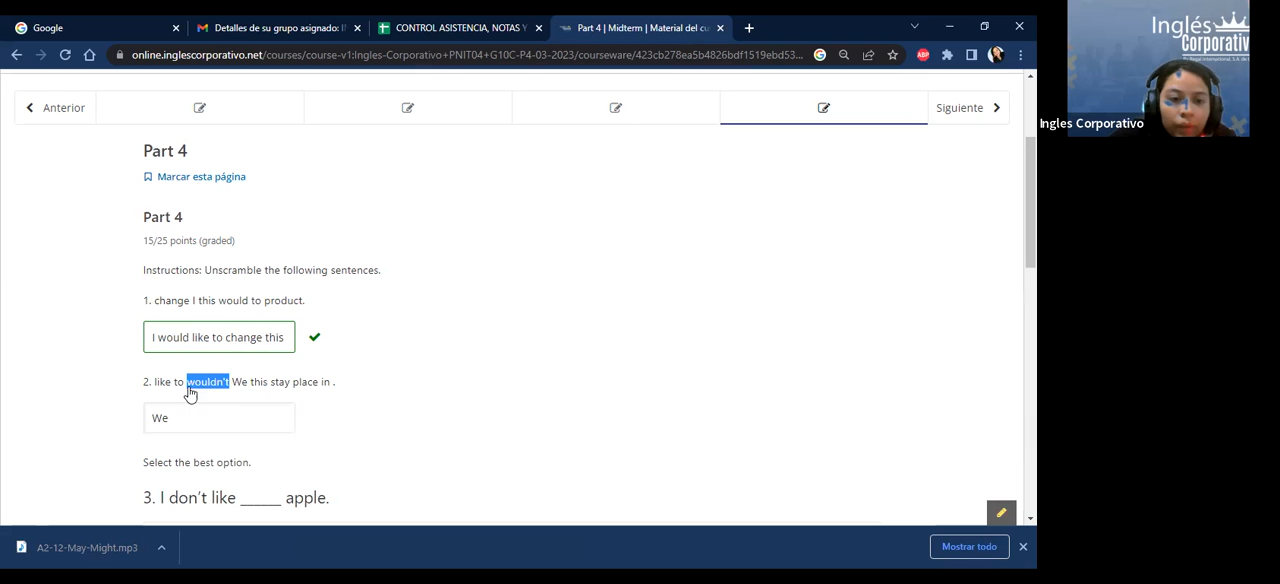 Google
Detalles de su grupo asignado: I
CONTROL ASISTENCIA, NOTAS Y
Part 4 | Midterm | Material del cu
online.inglescorporativo.net/courses/course-v1:Ingles-Corporativo+PNIT04+G10C-P4-03-2023/courseware/423cb278ea5b4826bdf1519ebd53...
Anterior
Siguiente
Part 4
Marcar esta página
Part 4
15/25 points (graded)
Instructions: Unscramble the following sentences.
1. change I this would to product.
I would like to change this
2. like to wouldn't We this stay place in .
We
Select the best option.
3. I don't like _____ apple.
A2-12-May-Might.mp3
Mostrar todo
Inglés
Corporativo
Ingles Corporativo